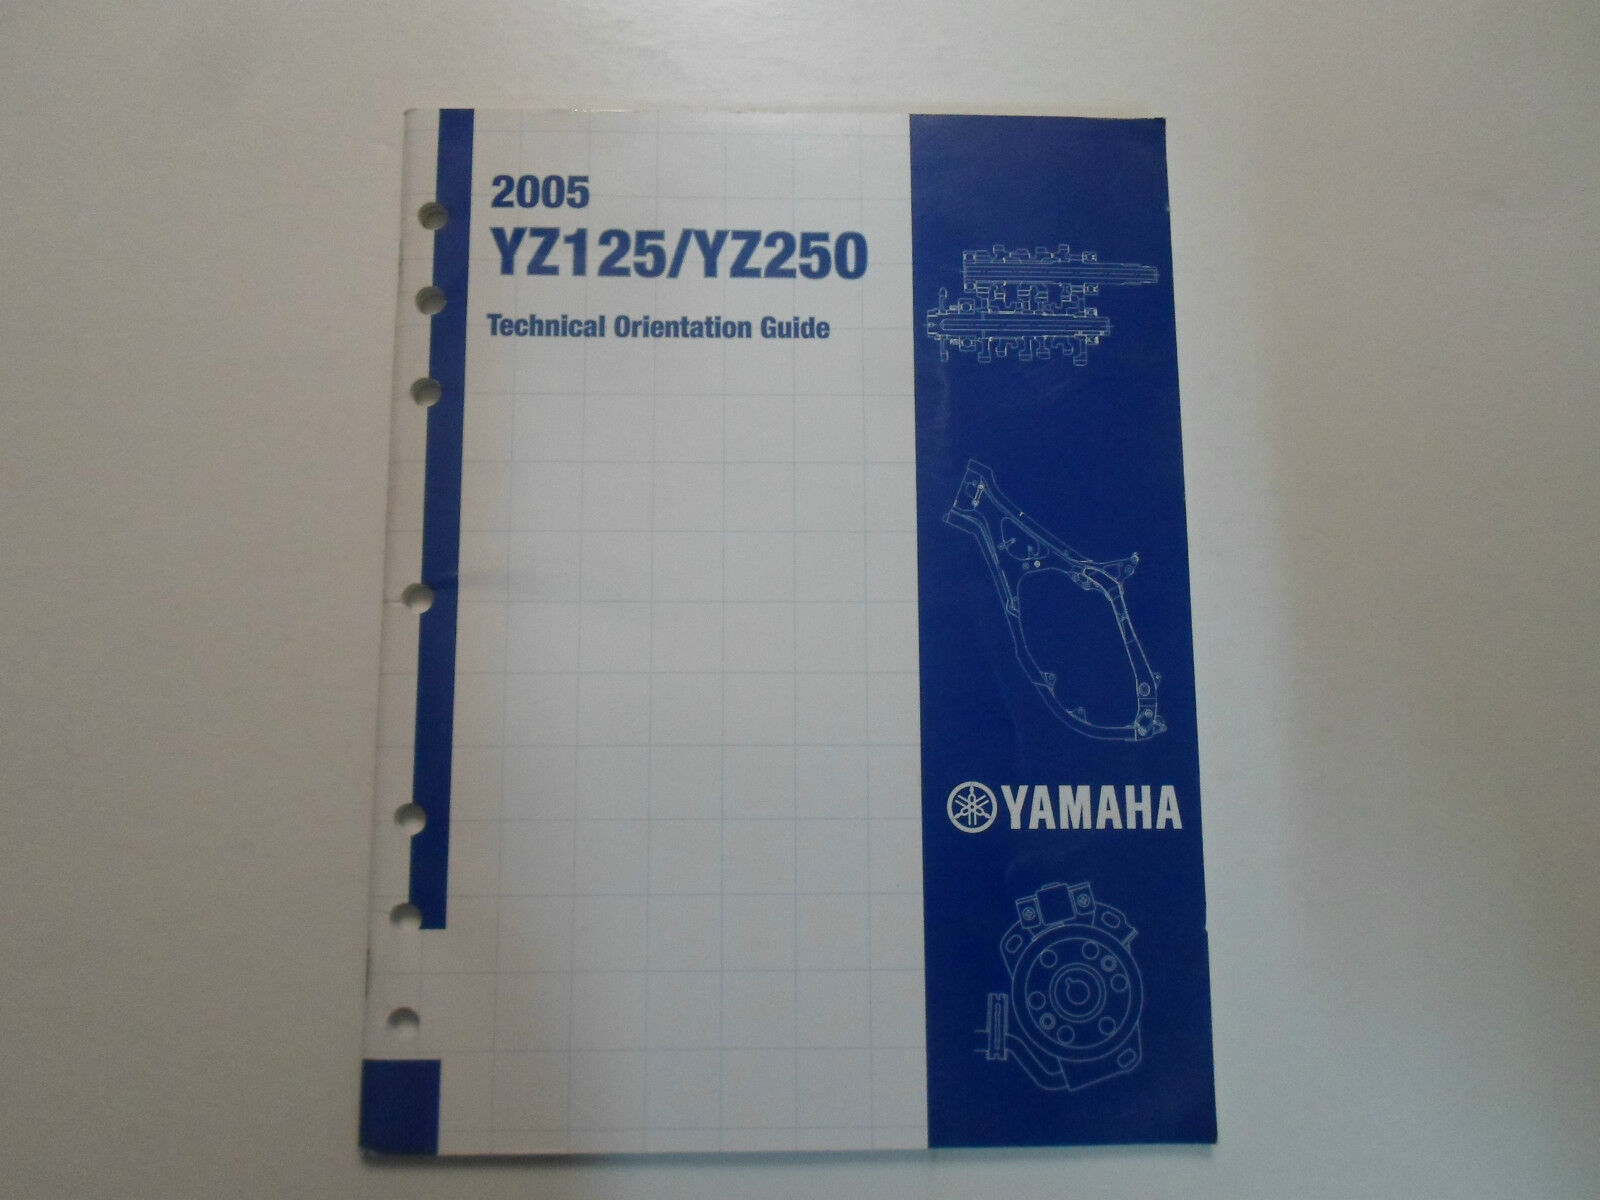 2005
YZ125/YZ250
Technical Orientation Guide
YAMAHA